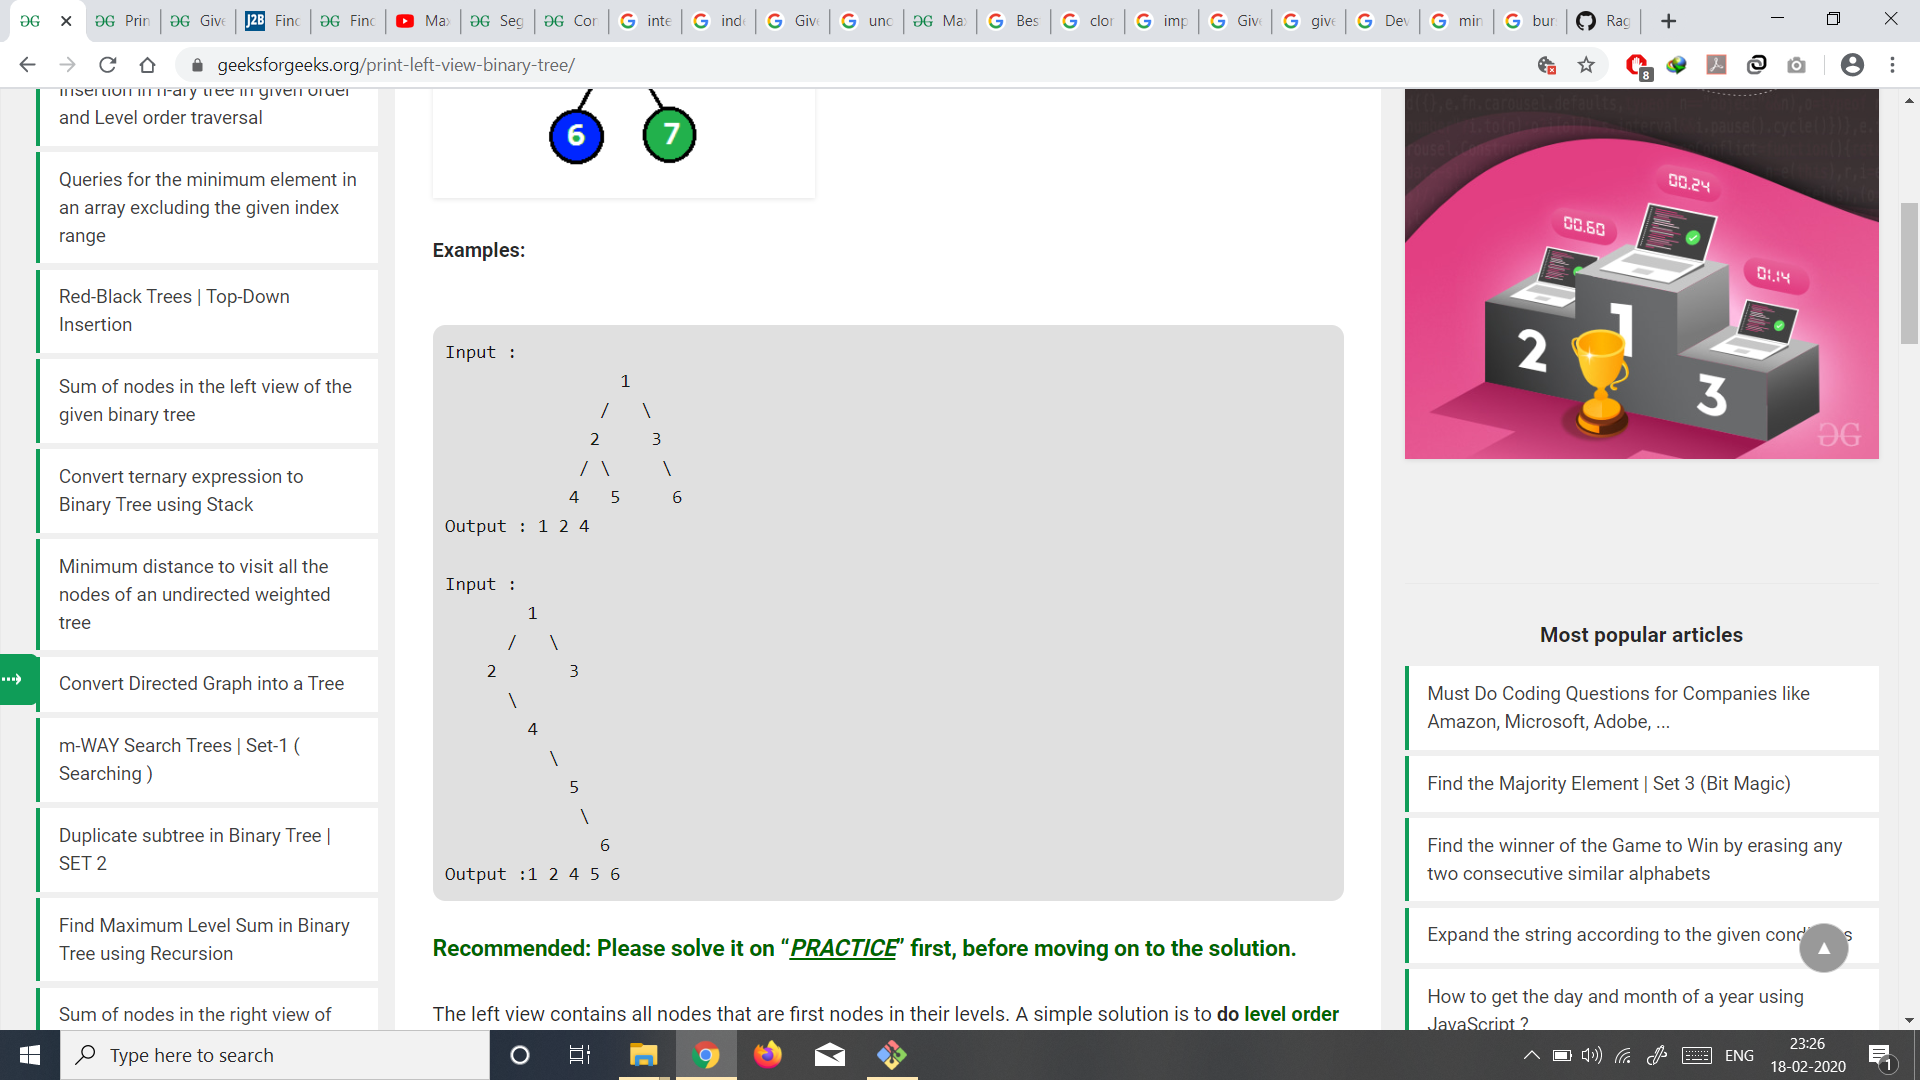 Prin
Give
J2B
Find
Find
Max
Seg
Cor
inte
inde
Give
unc
Max
Bes
clor
imp
Give
give
Dev
min
bur
Rag
geeksforgeeks.org/print-left-view-binary-tree/
8
insertion in n-ary tree in given order
and Level order traversal
Queries for the minimum element in
an array excluding the given index
range
Red-Black Trees | Top-Down
Insertion
Sum of nodes in the left view of the
given binary tree
Convert ternary expression to
Binary Tree using Stack
Minimum distance to visit all the
nodes of an undirected weighted
tree
Convert Directed Graph into a Tree
m-WAY Search Trees | Set-1 (
Searching )
Duplicate subtree in Binary Tree |
SET 2
Find Maximum Level Sum in Binary
Tree using Recursion
Sum of nodes in the right view of
6 7
Examples:
Input :
1
/ \
2 3
/ \ \
4 5 6
Output : 1 2 4
Input :
1
/ \
2 3
\
4
\
5
\
6
Output :1 2 4 5 6
Recommended: Please solve it on “PRACTICE” first, before moving on to the solution.
The left view contains all nodes that are first nodes in their levels. A simple solution is to do level order
00.24
00.60
01.14
1
2
3
Most popular articles
Must Do Coding Questions for Companies like
Amazon, Microsoft, Adobe, ...
Find the Majority Element | Set 3 (Bit Magic)
Find the winner of the Game to Win by erasing any
two consecutive similar alphabets
Expand the string according to the given
How to get the day and month of a year using
JavaScript ?
Type here to search
ENG
23:26
18-02-2020
1